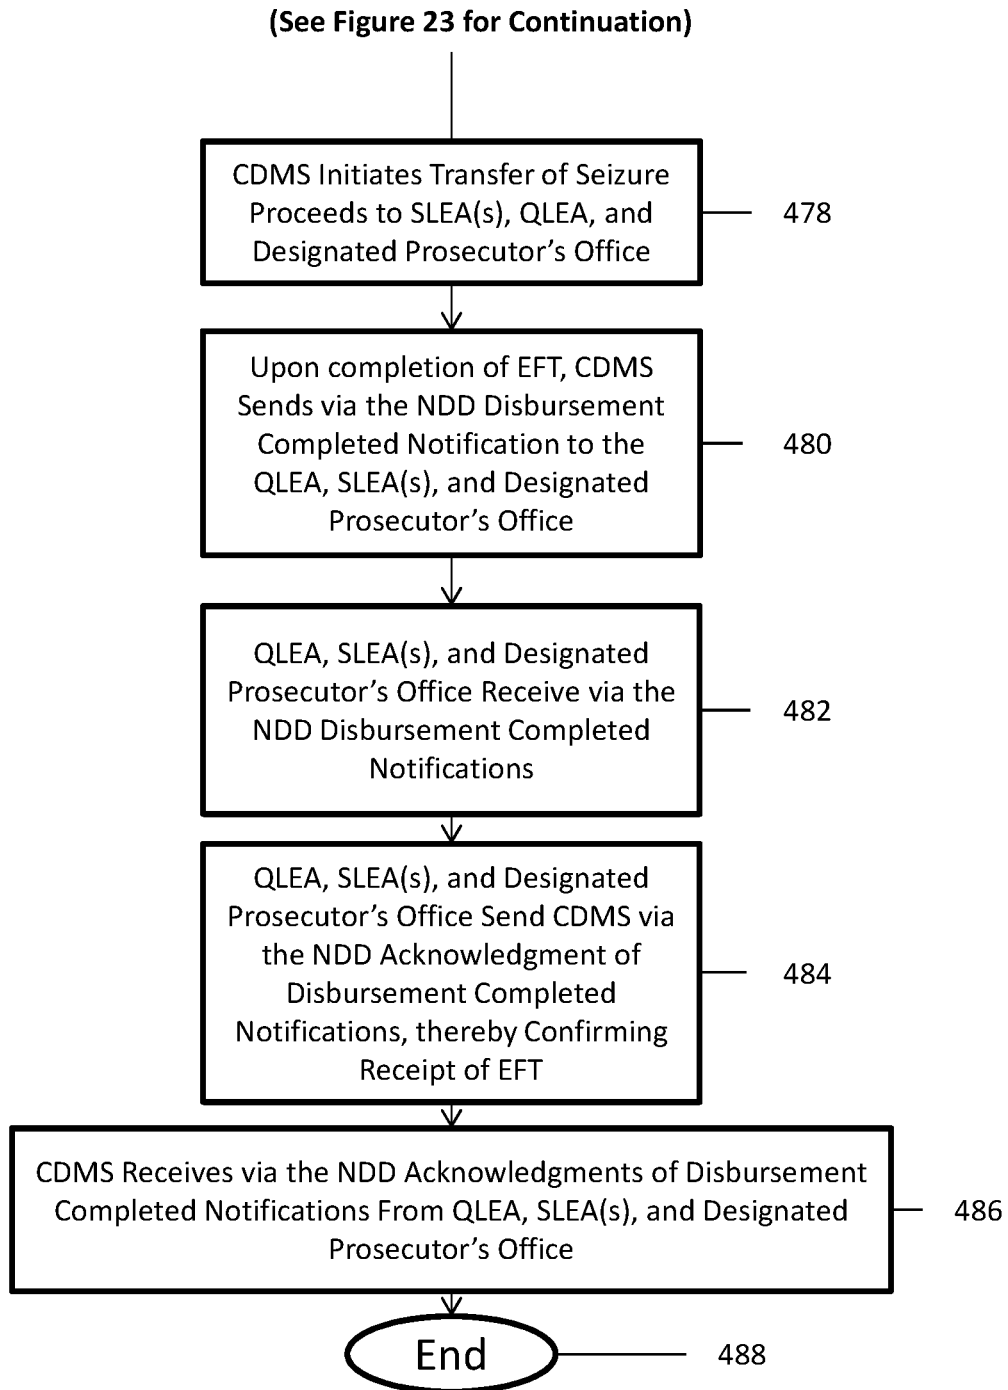 (See Figure 23 for Continuation)
CDMS Initiates Transfer of Seizure
Proceeds to SLEA(s), QLEA, and
Designated Prosecutor’s Office
478
Upon completion of EFT, CDMS
Sends via the NDD Disbursement
Completed Notification to the
QLEA, SLEA(s), and Designated
Prosecutor’s Office
480
QLEA, SLEA(s), and Designated
Prosecutor’s Office Receive via the
NDD Disbursement Completed
Notifications
482
QLEA, SLEA(s), and Designated
Prosecutor’s Office Send CDMS via
the NDD Acknowledgment of
Disbursement Completed
Notifications, thereby Confirming
Receipt of EFT
484
CDMS Receives via the NDD Acknowledgments of Disbursement
Completed Notifications From QLEA, SLEA(s), and Designated
Prosecutor’s Office
486
End
488